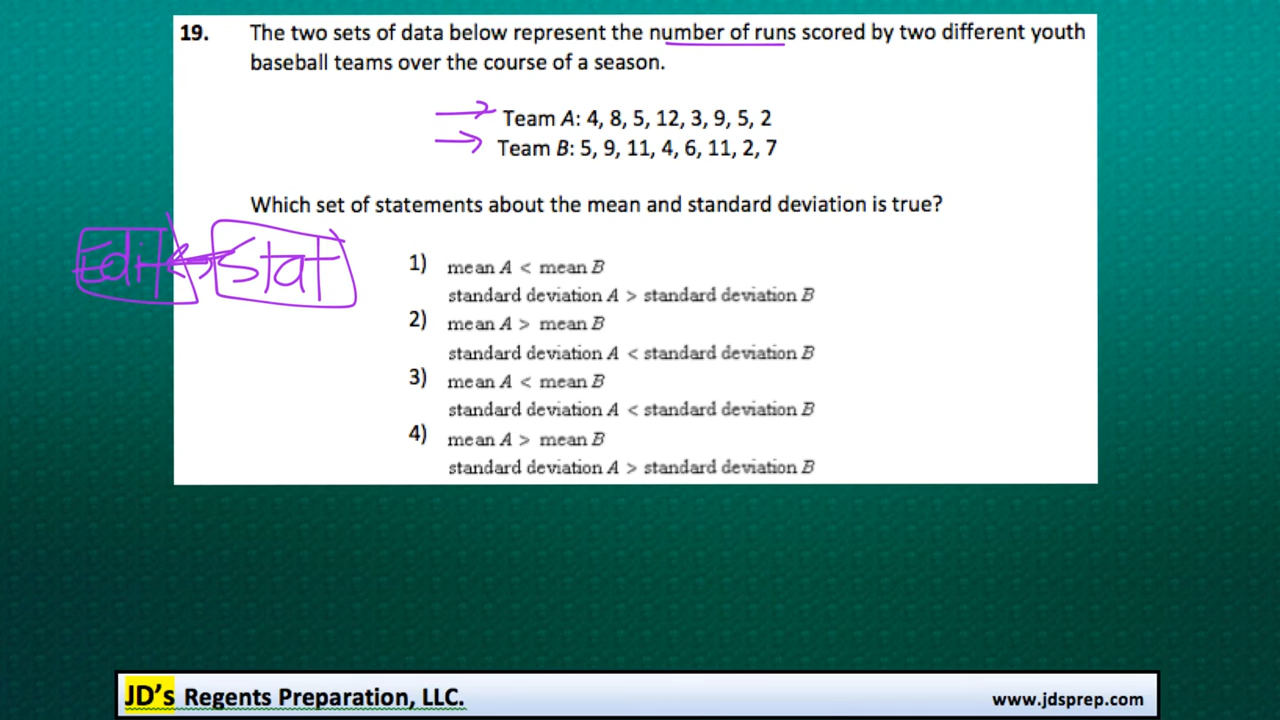 19. The two sets of data below represent the number of runs scored by two different youth
baseball teams over the course of a season.
Team A: 4, 8, 5, 12, 3, 9, 5, 2
Team B: 5, 9, 11, 4, 6, 11, 2, 7
Which set of statements about the mean and standard deviation is true?
Edit Stat
1) mean A < mean B
standard deviation A > standard deviation B
2) mean A > mean B
standard deviation A < standard deviation B
3) mean A < mean B
standard deviation A < standard deviation B
4) mean A > mean B
standard deviation A > standard deviation B
JD's Regents Preparation, LLC. www.jdsprep.com